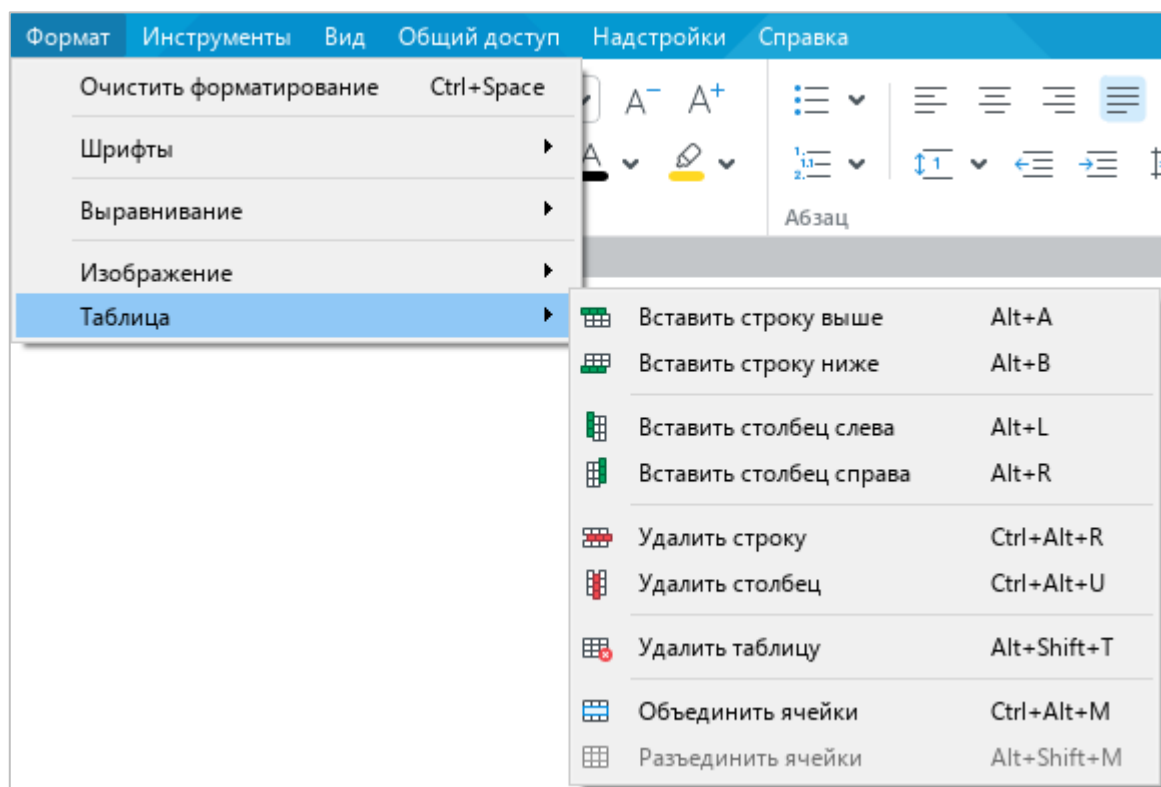 Формат Инструменты Вид Общий доступ Надстройки Справка
Очистить форматирование Ctrl+Space
Шрифты
Выравнивание
Изображение
Таблица
A⁻ A⁺
A
1
Абзац
Вставить строку выше Alt+A
Вставить строку ниже Alt+B
Вставить столбец слева Alt+L
Вставить столбец справа Alt+R
Удалить строку Ctrl+Alt+R
Удалить столбец Ctrl+Alt+U
Удалить таблицу Alt+Shift+T
Объединить ячейки Ctrl+Alt+M
Разъединить ячейки Alt+Shift+M